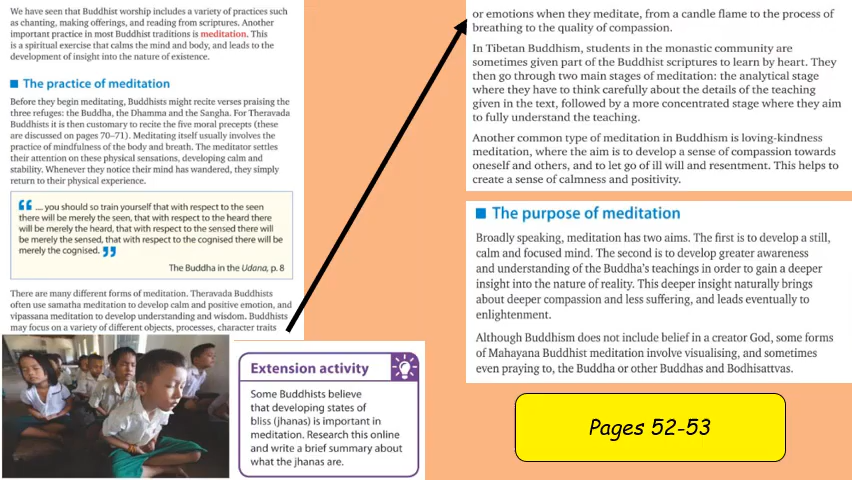 We have seen that Buddhist worship includes a variety of practices such
as chanting, making offerings, and reading from scriptures. Another
important practice in most Buddhist traditions is meditation. This
is a spiritual exercise that calms the mind and body, and leads to the
development of insight into the nature of existence.
The practice of meditation
Before they begin meditating, Buddhists might recite verses praising the
three refuges: the Buddha, the Dhamma and the Sangha. For Theravada
Buddhists it is then customary to recite the five moral precepts (these
are discussed on pages 70–71). Meditating itself usually involves the
practice of mindfulness of the body and breath. The meditator settles
their attention on these physical sensations, developing calm and
stability. Whenever they notice their mind has wandered, they simply
return to their physical experience.
“ ... you should so train yourself that with respect to the seen
there will be merely the seen, that with respect to the heard there
will be merely the heard, that with respect to the sensed there will
be merely the sensed, that with respect to the cognised there will be
merely the cognised. ”
The Buddha in the Udana, p. 8
There are many different forms of meditation. Theravada Buddhists
often use samatha meditation to develop calm and positive emotion, and
vipassana meditation to develop understanding and wisdom. Buddhists
may focus on a variety of different objects, processes, character traits
or emotions when they meditate, from a candle flame to the process of
breathing to the quality of compassion.
In Tibetan Buddhism, students in the monastic community are
sometimes given part of the Buddhist scriptures to learn by heart. They
then go through two main stages of meditation: the analytical stage
where they have to think carefully about the details of the teaching
given in the text, followed by a more concentrated stage where they aim
to fully understand the teaching.
Another common type of meditation in Buddhism is loving-kindness
meditation, where the aim is to develop a sense of compassion towards
oneself and others, and to let go of ill will and resentment. This helps to
create a sense of calmness and positivity.
The purpose of meditation
Broadly speaking, meditation has two aims. The first is to develop a still,
calm and focused mind. The second is to develop greater awareness
and understanding of the Buddha's teachings in order to gain a deeper
insight into the nature of reality. This deeper insight naturally brings
about deeper compassion and less suffering, and leads eventually to
enlightenment.
Although Buddhism does not include belief in a creator God, some forms
of Mahayana Buddhist meditation involve visualising, and sometimes
even praying to, the Buddha or other Buddhas and Bodhisattvas.
Extension activity
Some Buddhists believe
that developing states of
bliss (jhanas) is important in
meditation. Research this online
and write a brief summary about
what the jhanas are.
Pages 52-53